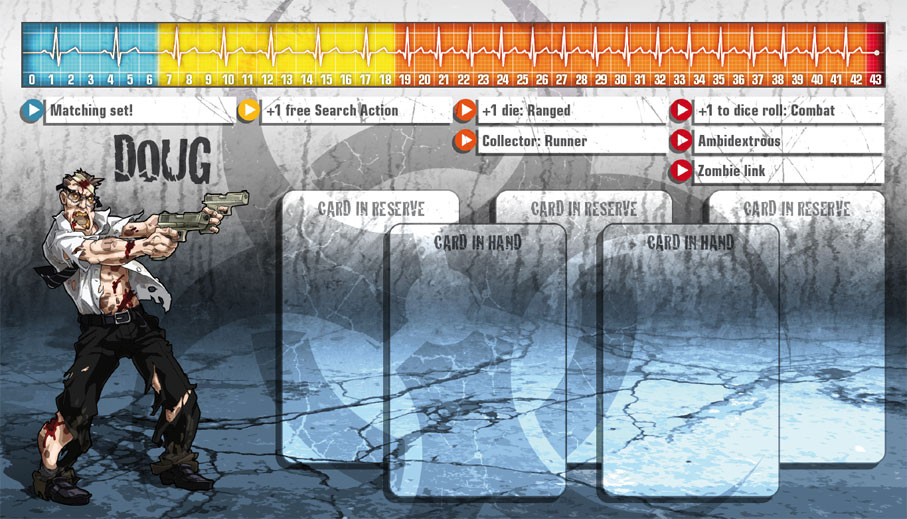 0 1 2 3 4 5 6 7 8 9 10 11 12 13 14 15 16 17 18 19 20 21 22 23 24 25 26 27 28 29 30 31 32 33 34 35 36 37 38 39 40 41 42 43
Matching set! +1 free Search Action +1 die: Ranged +1 to dice roll: Combat
Collector: Runner Ambidextrous
Zombie link
DOUG
CARD IN RESERVE CARD IN RESERVE CARD IN RESERVE
CARD IN HAND CARD IN HAND